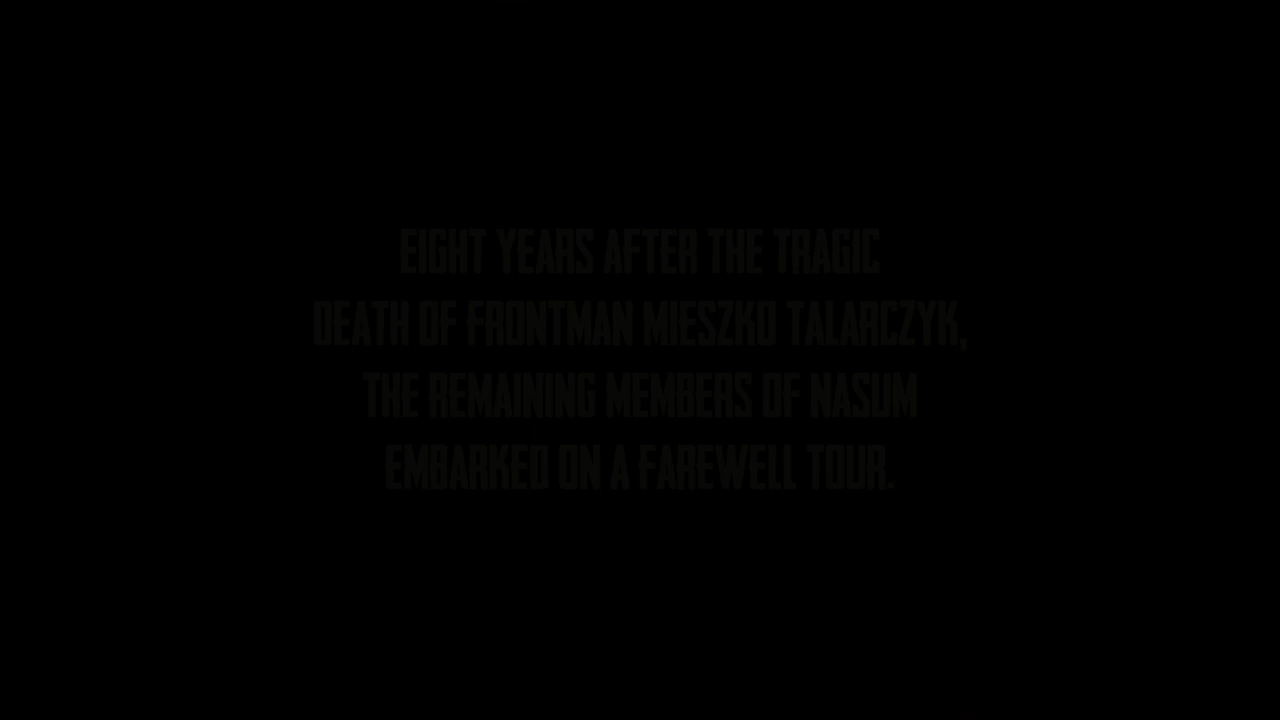 EIGHT YEARS AFTER THE TRAGIC
DEATH OF FRONTMAN MIESZKO TALARCZYK,
THE REMAINING MEMBERS OF NASUM
EMBARKED ON A FAREWELL TOUR.